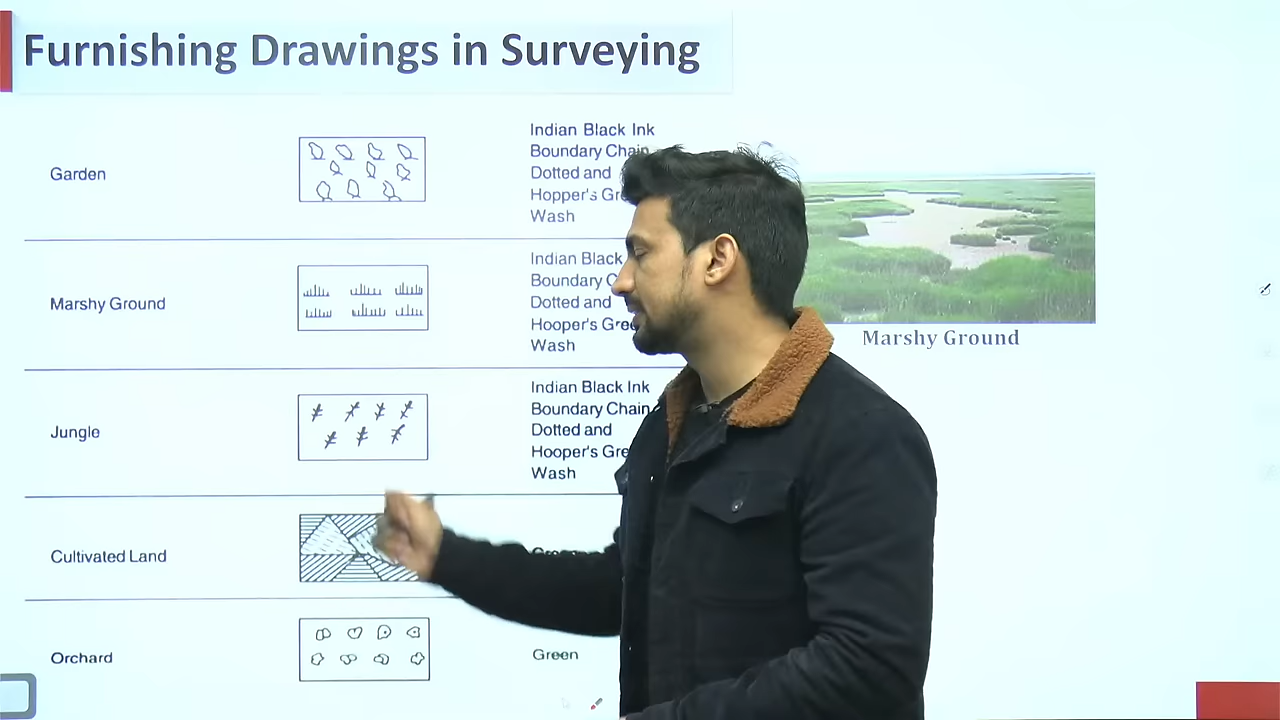 Furnishing Drawings in Surveying
Garden
Indian Black Ink
Boundary Chain
Dotted and
Hopper's
Wash
Marshy Ground
Indian Black
Boundary
Dotted and
Hooper's
Wash
Marshy Ground
Jungle
Indian Black Ink
Boundary Chain
Dotted and
Hooper's
Wash
Cultivated Land
Orchard
Green